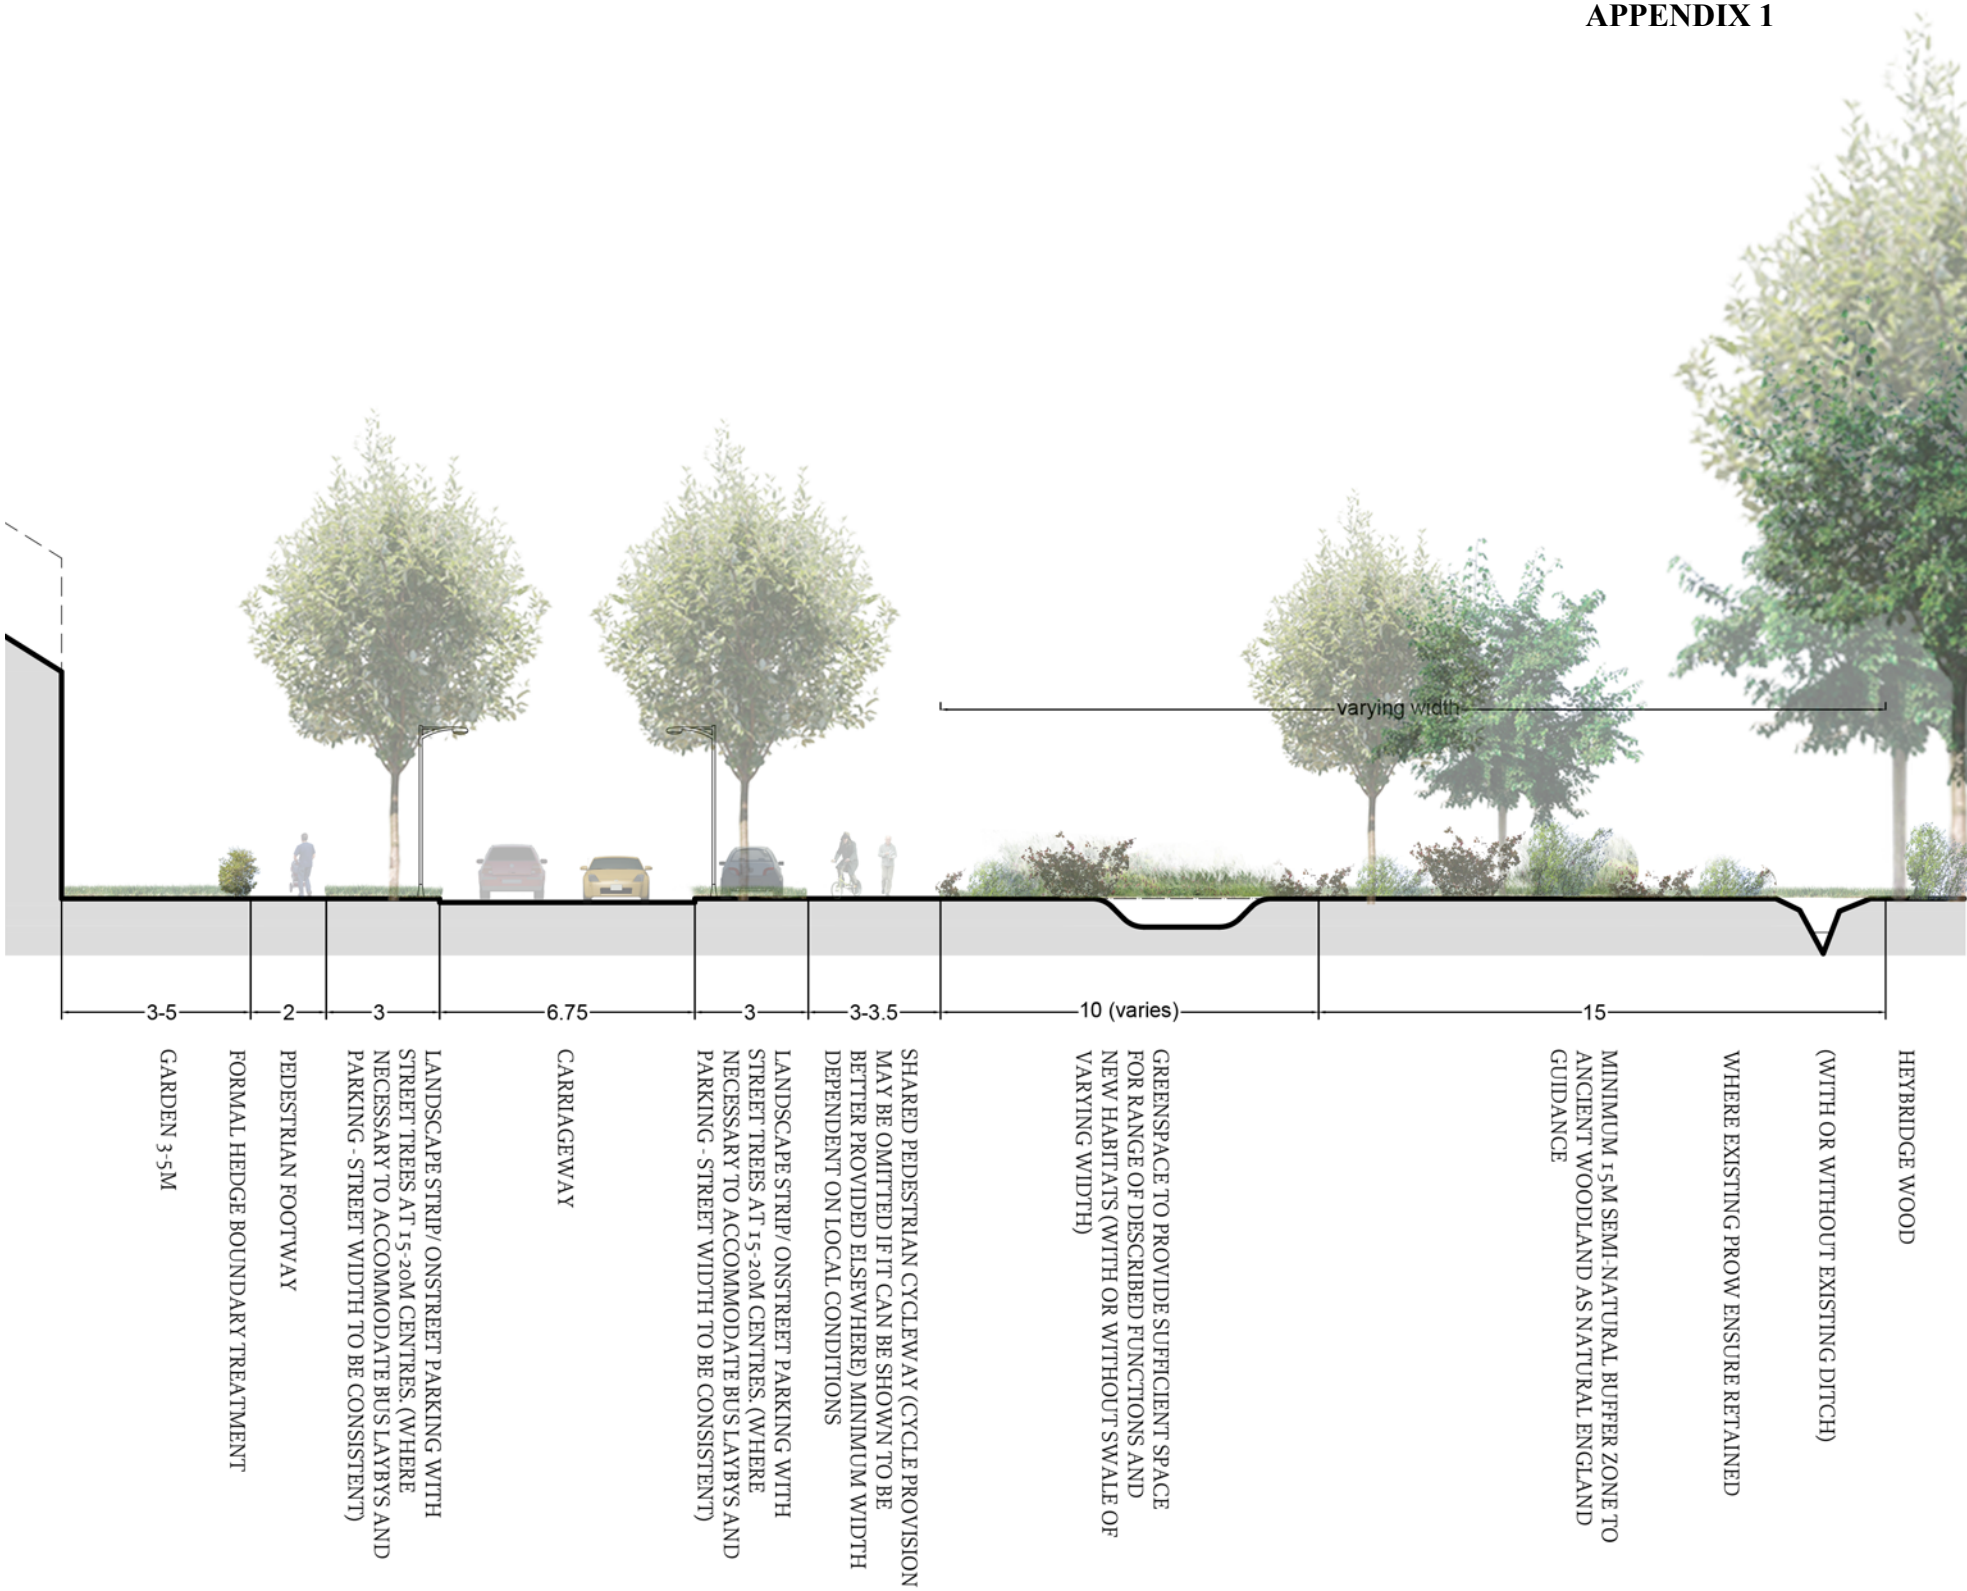 APPENDIX 1
varying width
3-5
2
3
6.75
3
3-3.5
10 (varies)
15
GARDEN 3-5M
FORMAL HEDGE BOUNDARY TREATMENT
PEDESTRIAN FOOTWAY
LANDSCAPE STRIP/ ONSTREET PARKING WITH
STREET TREES AT 15-20M CENTRES. (WHERE
NECESSARY TO ACCOMMODATE BUS LAYBYS AND
PARKING - STREET WIDTH TO BE CONSISTENT)
CARRIAGEWAY
LANDSCAPE STRIP/ ONSTREET PARKING WITH
STREET TREES AT 15-20M CENTRES. (WHERE
NECESSARY TO ACCOMMODATE BUS LAYBYS AND
PARKING - STREET WIDTH TO BE CONSISTENT)
SHARED PEDESTRIAN CYCLEWAY (CYCLE PROVISION
MAY BE OMITTED IF IT CAN BE SHOWN TO BE
BETTER PROVIDED ELSEWHERE) MINIMUM WIDTH
DEPENDENT ON LOCAL CONDITIONS
GREENSPACE TO PROVIDE SUFFICIENT SPACE
FOR RANGE OF DESCRIBED FUNCTIONS AND
NEW HABITATS (WITH OR WITHOUT SWALE OF
VARYING WIDTH)
MINIMUM 15M SEMI-NATURAL BUFFER ZONE TO
ANCIENT WOODLAND AS NATURAL ENGLAND
GUIDANCE
WHERE EXISTING PROW ENSURE RETAINED
(WITH OR WITHOUT EXISTING DITCH)
HEYBRIDGE WOOD